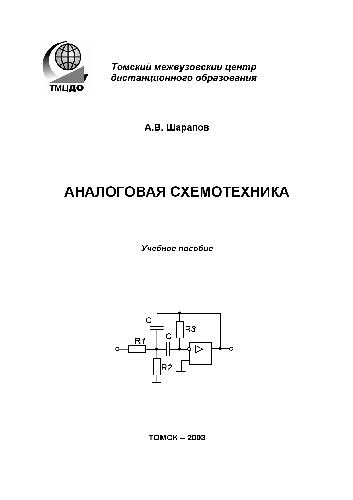 ТМЦДО
Томский межвузовский центр
дистанционного образования
А.В. Шарапов
АНАЛОГОВАЯ СХЕМОТЕХНИКА
Учебное пособие
C
R3
R1
C
R2
ТОМСК – 2003